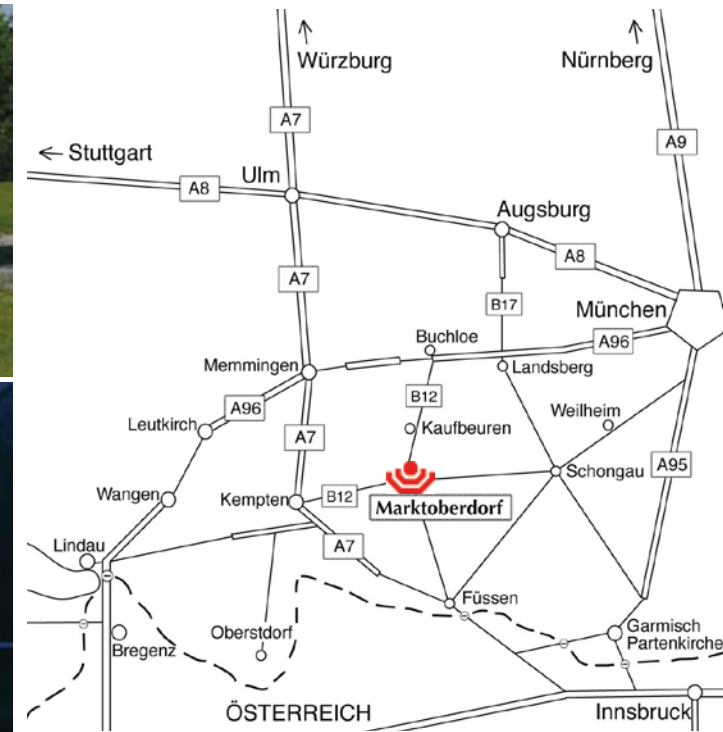 Würzburg
Nürnberg
A7
A9
Stuttgart
Ulm
A8
Augsburg
A8
A7
B17
München
Buchloe
A96
Memmingen
Landsberg
B12
A96
Weilheim
Leutkirch
Kaufbeuren
A7
A95
Schongau
Wangen
Kempten
B12
Marktoberdorf
Lindau
A7
Füssen
Oberstdorf
Garmisch
Partenkirche
Bregenz
ÖSTERREICH
Innsbruck